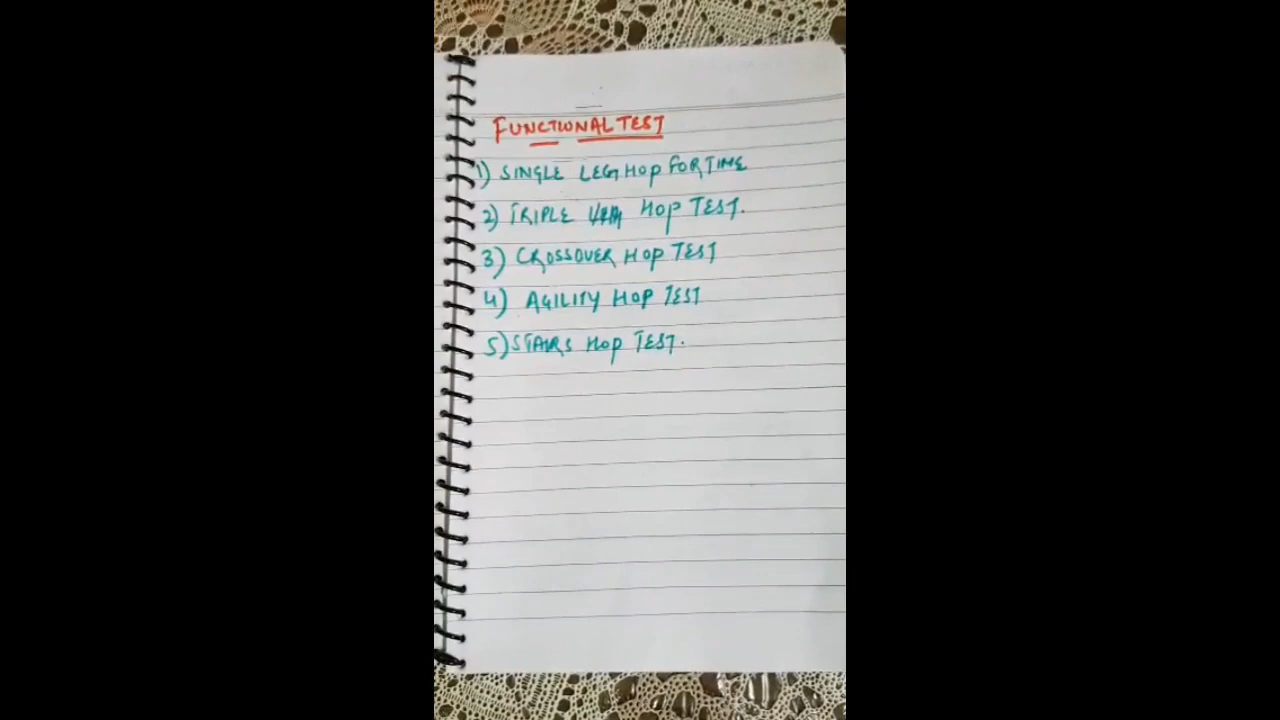 FUNCTIONAL TEST
1) SINGLE LEG HOP FOR TIME
2) TRIPLE HOP TEST.
3) CROSSOVER HOP TEST
4) AGILITY HOP TEST
5) STAIRS HOP TEST.